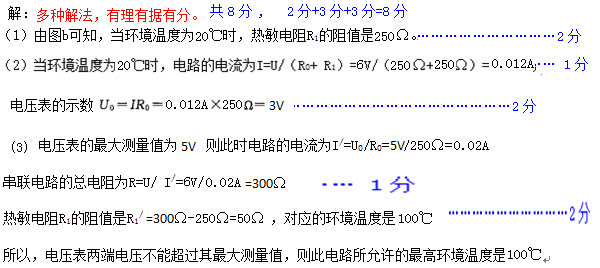 解：多种解法，有理有据有分。 共 8 分， 2分+3分+3分=8分
（1）由图b可知，当环境温度为20℃时，热敏电阻R₁的阻值是250Ω。………………………2分
（2）当环境温度为20℃时，电路的电流为I=U/（R₀+ R₁）=6V/（250Ω+250Ω）=0.012A,…… 1分
电压表的示数 U₀＝IR₀＝0.012A×250Ω＝ 3V ………………………………2分
（3） 电压表的最大测量值为 5V 则此时电路的电流为I′=U₀/R₀=5V/250Ω=0.02A
串联电路的总电阻为R=U/ I′=6V/0.02A =300Ω ‥‥ 1分
热敏电阻R₁的阻值是R₁′=300Ω-250Ω=50Ω ，对应的环境温度是100℃ ……………………2分
所以，电压表两端电压不能超过其最大测量值，则此电路所允许的最高环境温度是100℃↵